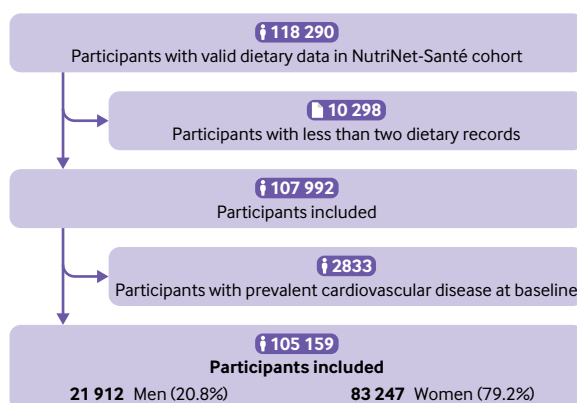 118 290
Participants with valid dietary data in NutriNet-Santé cohort
10 298
Participants with less than two dietary records
107 992
Participants included
2833
Participants with prevalent cardiovascular disease at baseline
105 159
Participants included
21 912 Men (20.8%) 83 247 Women (79.2%)